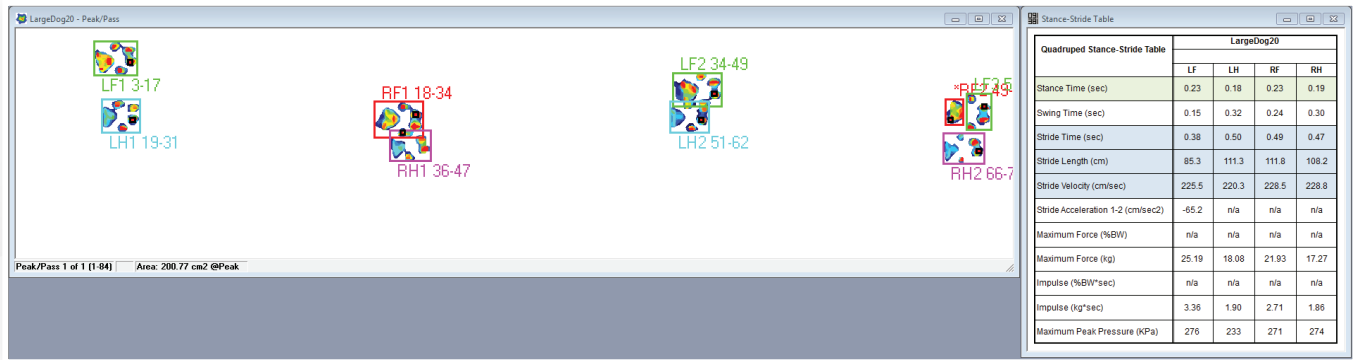 LargeDog20 - Peak/Pass
LF1 3-17
LH1 19-31
RF1 18-34
RH1 36-47
LF2 34-49
LH2 51-62
*RF2 49-
RH2 66-7
Peak/Pass 1 of 1 (1-84) Area: 200.77 cm2 @Peak
Stance-Stride Table
Quadruped Stance-Stride Table LargeDog20
LF LH RF RH
Stance Time (sec) 0.23 0.18 0.23 0.19
Swing Time (sec) 0.15 0.32 0.24 0.30
Stride Time (sec) 0.38 0.50 0.49 0.47
Stride Length (cm) 85.3 111.3 111.8 108.2
Stride Velocity (cm/sec) 225.5 220.3 228.5 228.8
Stride Acceleration 1-2 (cm/sec2) -65.2 n/a n/a n/a
Maximum Force (%BW) n/a n/a n/a n/a
Maximum Force (kg) 25.19 18.08 21.93 17.27
Impulse (%BW*sec) n/a n/a n/a n/a
Impulse (kg*sec) 3.36 1.90 2.71 1.86
Maximum Peak Pressure (KPa) 276 233 271 274